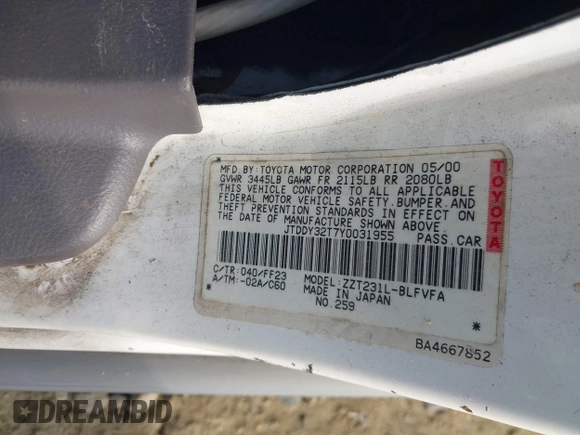 MFD BY: TOYOTA MOTOR CORPORATION 05/00
GVWR 3445LB GAWR FR 2115LB RR 2080LB
THIS VEHICLE CONFORMS TO ALL APPLICABLE
FEDERAL MOTOR VEHICLE SAFETY, BUMPER, AND
THEFT PREVENTION STANDARDS IN EFFECT ON
THE DATE OF MANUFACTURE SHOWN ABOVE.
* JTDDY32T7Y0031955 PASS. CAR
C/TR: 040/FF23 MODEL: ZZT231L-BLFVFA
A/TM: -02A/C60 MADE IN JAPAN
NO. 259
* *
BA4667852
TOYOTA
DREAMBID